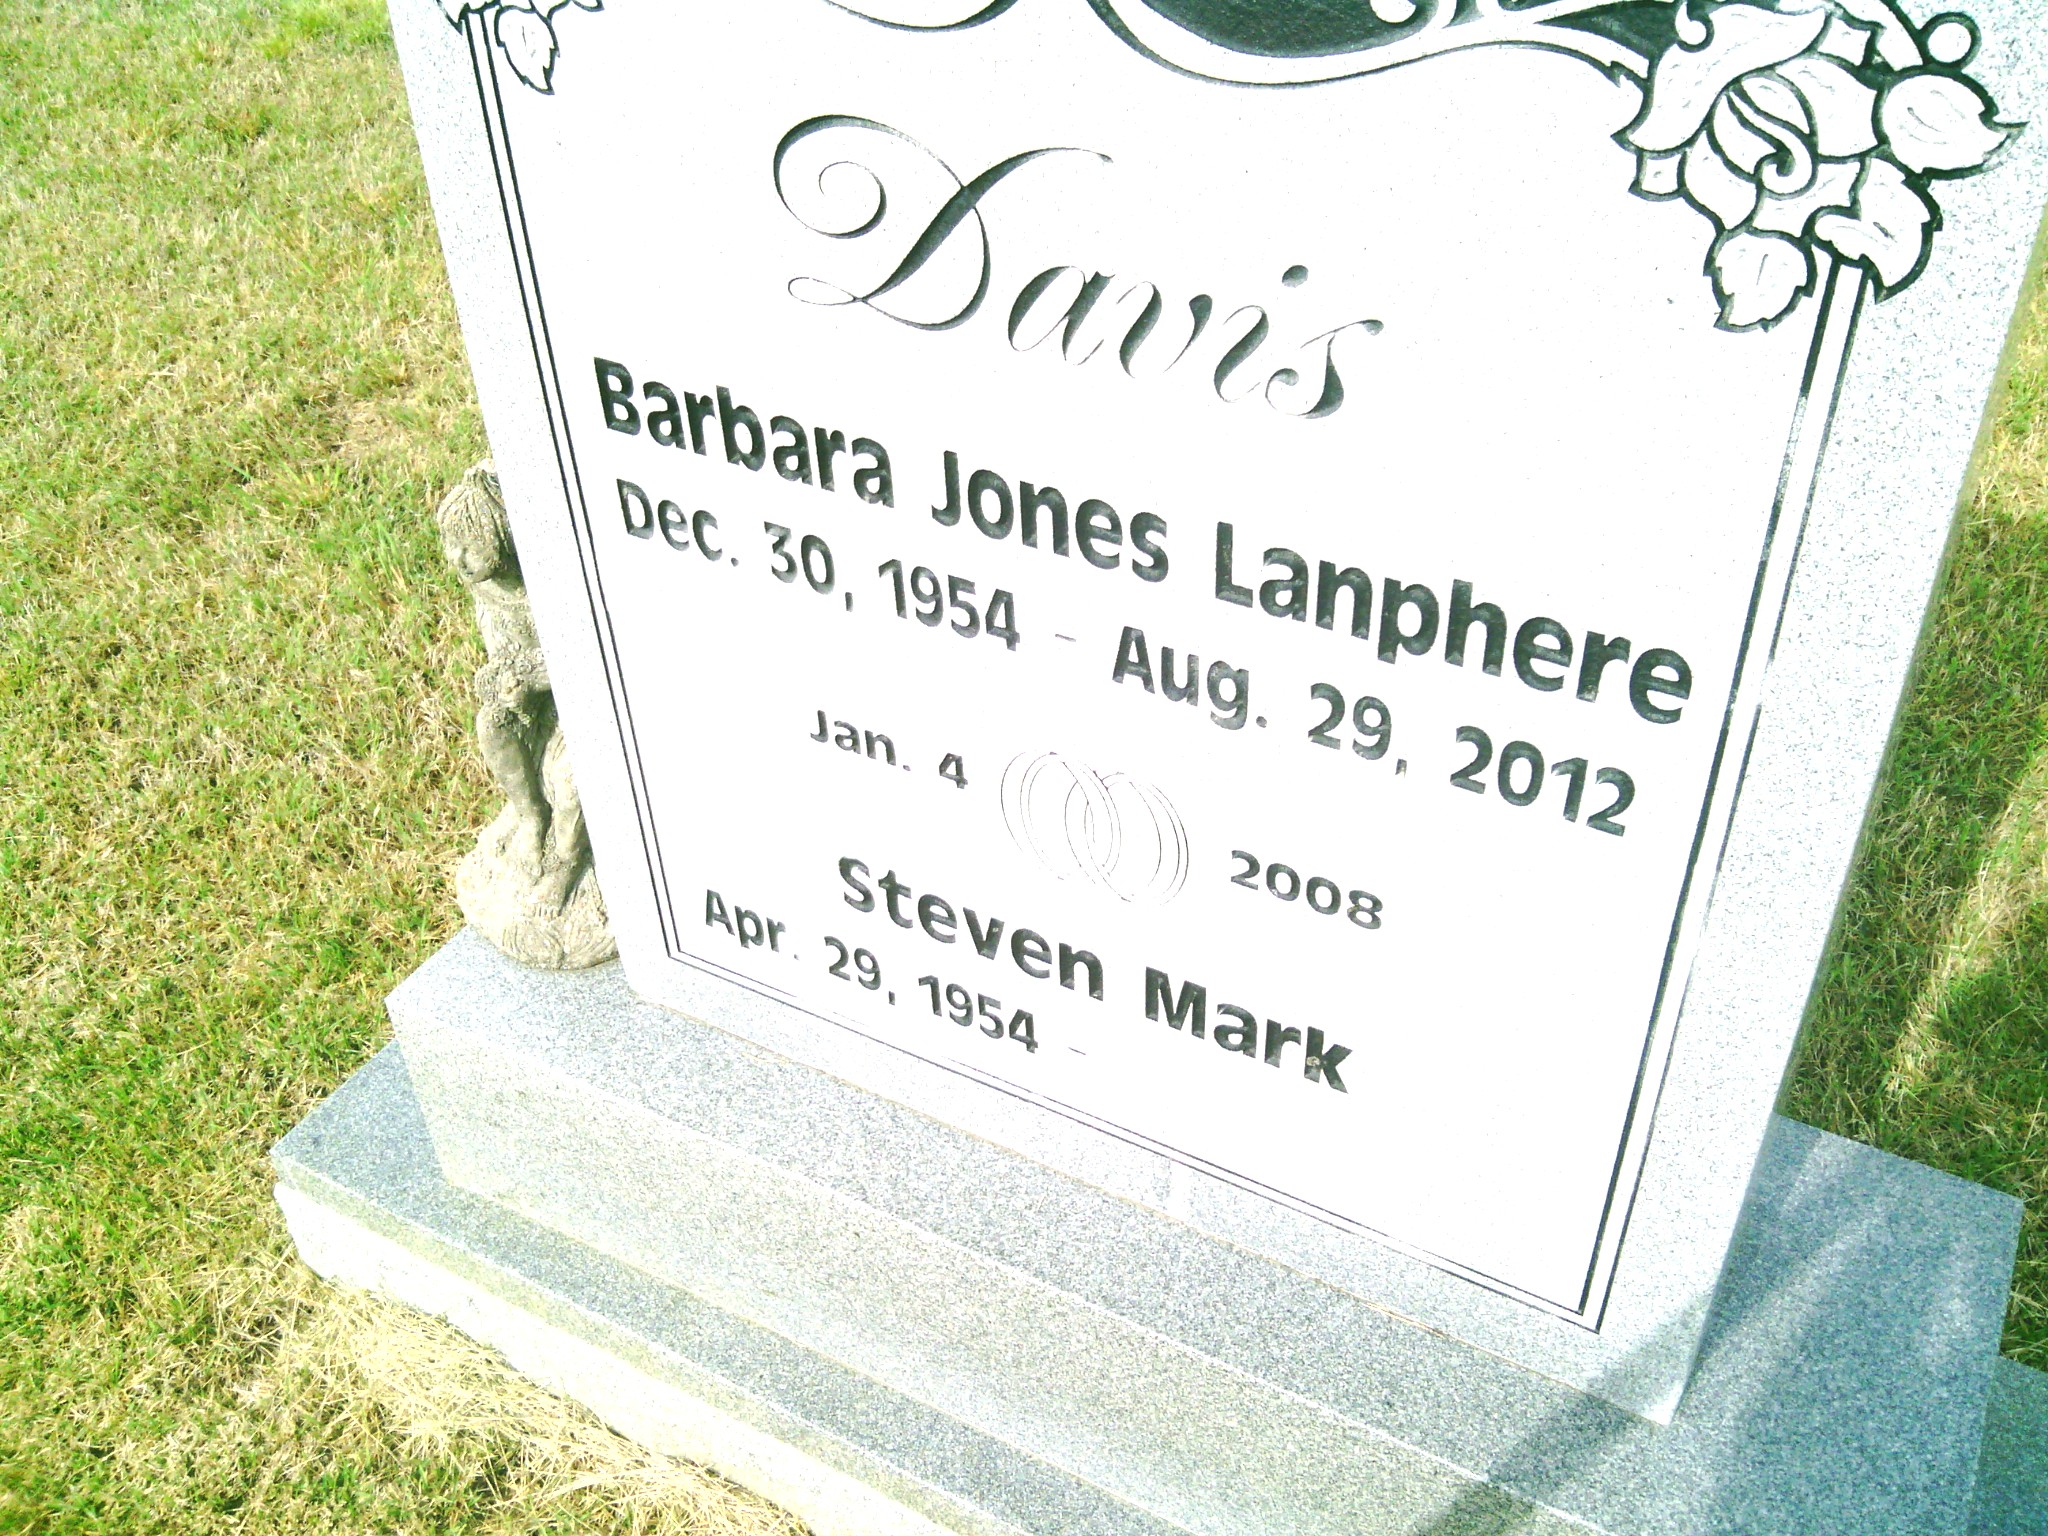 Davis
Barbara Jones Lanphere
Dec. 30, 1954 - Aug. 29, 2012
Jan. 4 2008
Steven Mark
Apr. 29, 1954 -